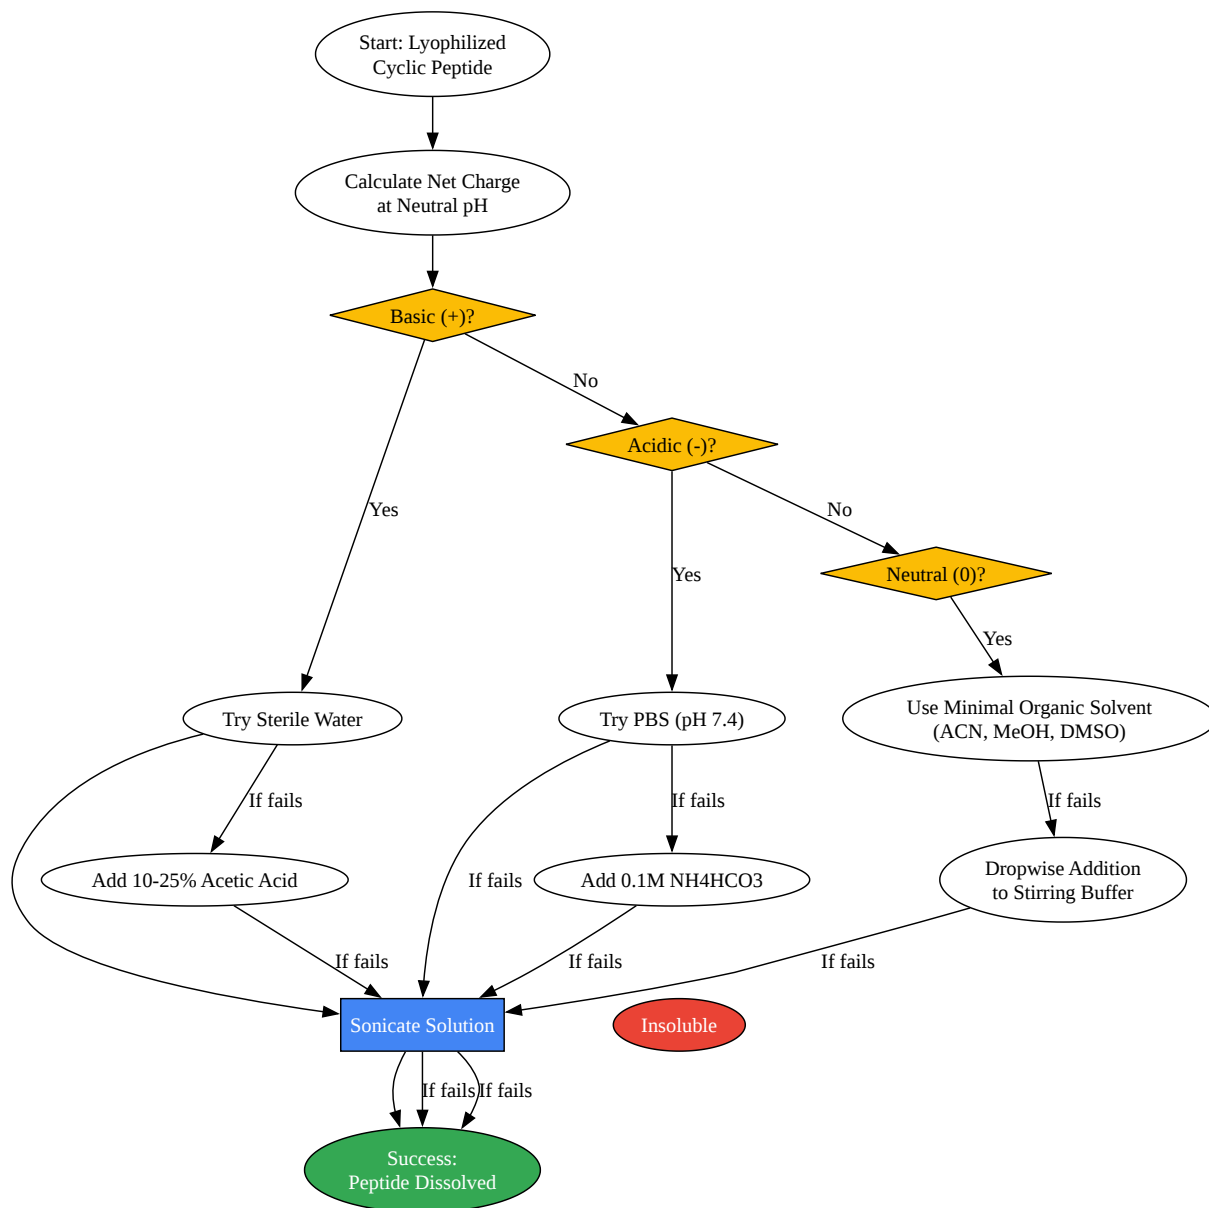 Start: Lyophilized
Cyclic Peptide
Calculate Net Charge
at Neutral pH
Basic (+)?
No
Acidic (-)?
Yes
No
Yes
Neutral (0)?
Yes
Try Sterile Water
Try PBS (pH 7.4)
Use Minimal Organic Solvent
(ACN, MeOH, DMSO)
If fails
If fails
If fails
Add 10-25% Acetic Acid
If fails
Add 0.1M NH4HCO3
Dropwise Addition
to Stirring Buffer
If fails
If fails
If fails
Sonicate Solution
Insoluble
If fails
If fails
Success:
Peptide Dissolved